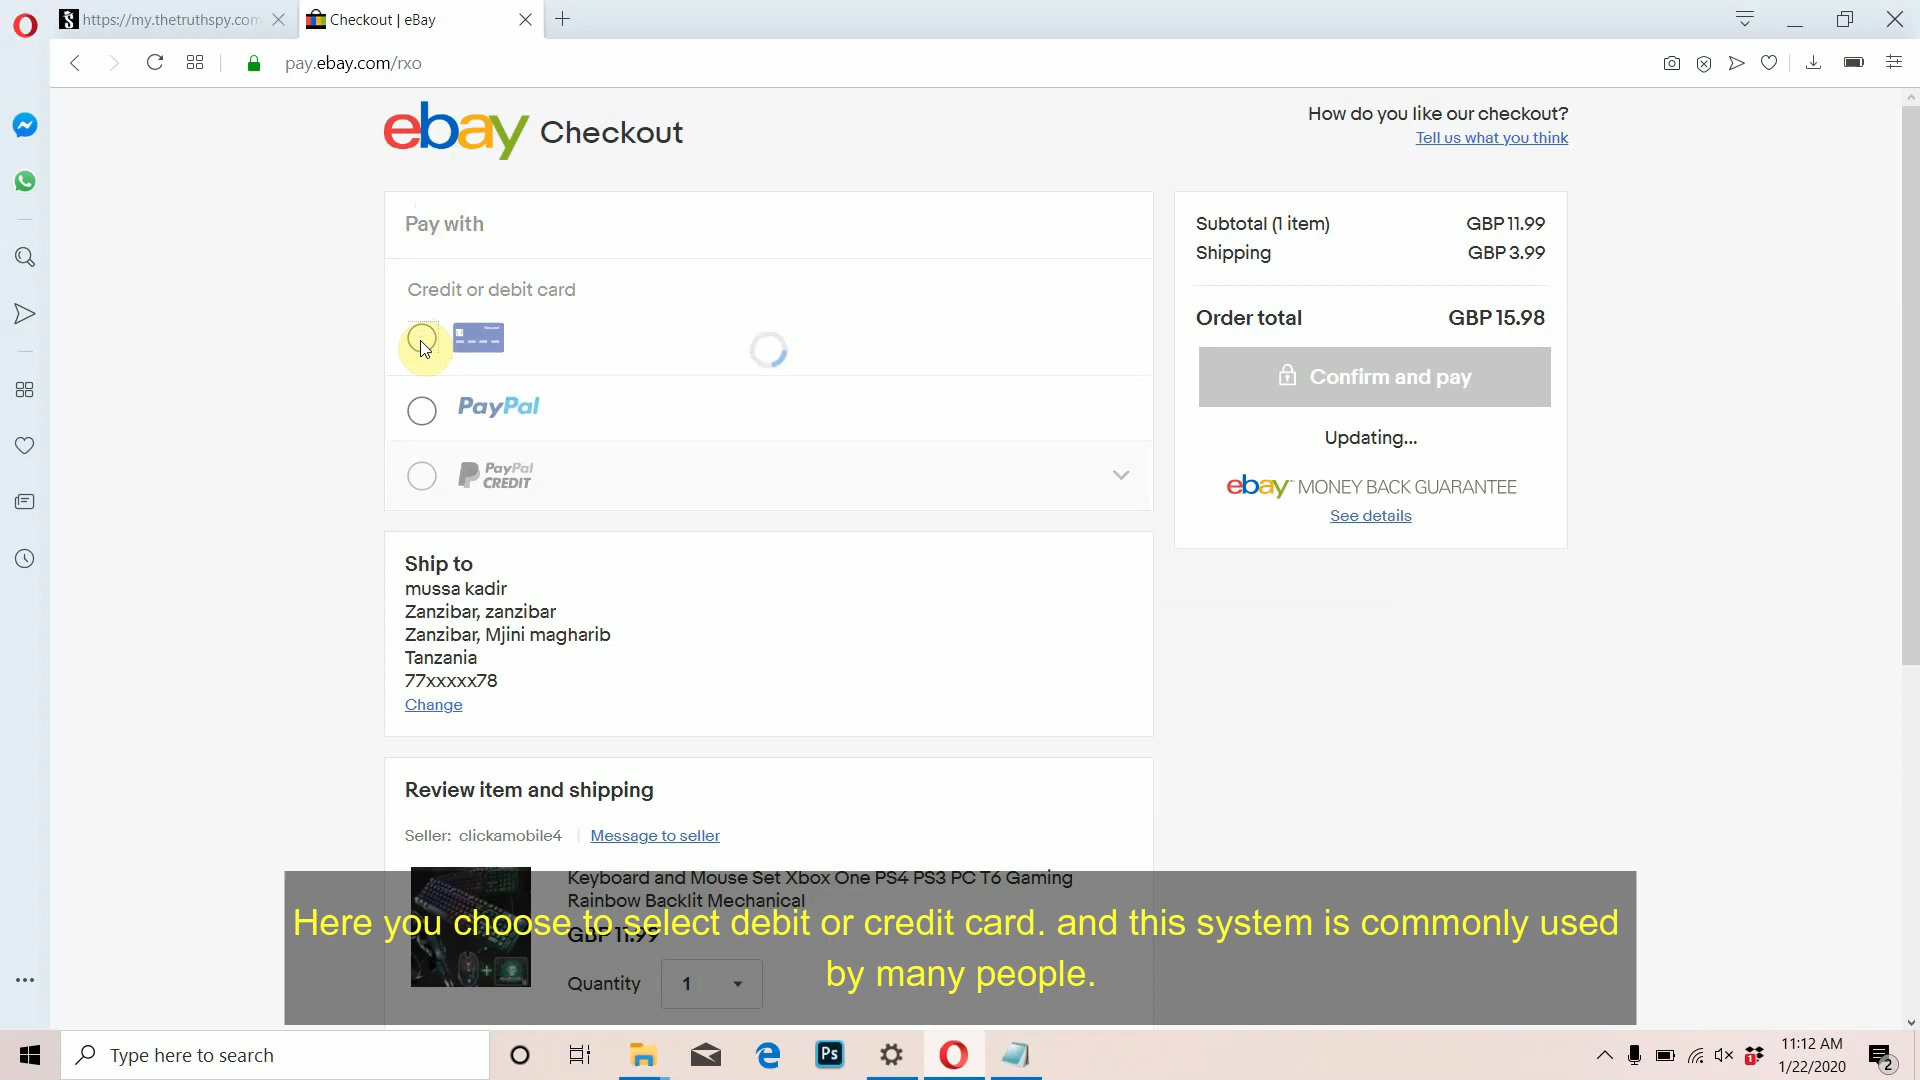 https://my.thetruthspy.com
Checkout | eBay
pay.ebay.com/rxo
ebay Checkout
How do you like our checkout?
Tell us what you think
Pay with
Credit or debit card
PayPal
PayPal
CREDIT
Subtotal (1 item) GBP 11.99
Shipping GBP 3.99
Order total GBP 15.98
Confirm and pay
Updating...
ebay MONEY BACK GUARANTEE
See details
Ship to
mussa kadir
Zanzibar, zanzibar
Zanzibar, Mjini magharib
Tanzania
77xxxxx78
Change
Review item and shipping
Seller: clickamobile4 Message to seller
Keyboard and Mouse Set Xbox One PS4 PS3 PC T6 Gaming
Rainbow Backlit Mechanical
GBP 11.99
Quantity 1
Here you choose to select debit or credit card. and this system is commonly used
by many people.
Type here to search
Ps
11:12 AM
1/22/2020
2